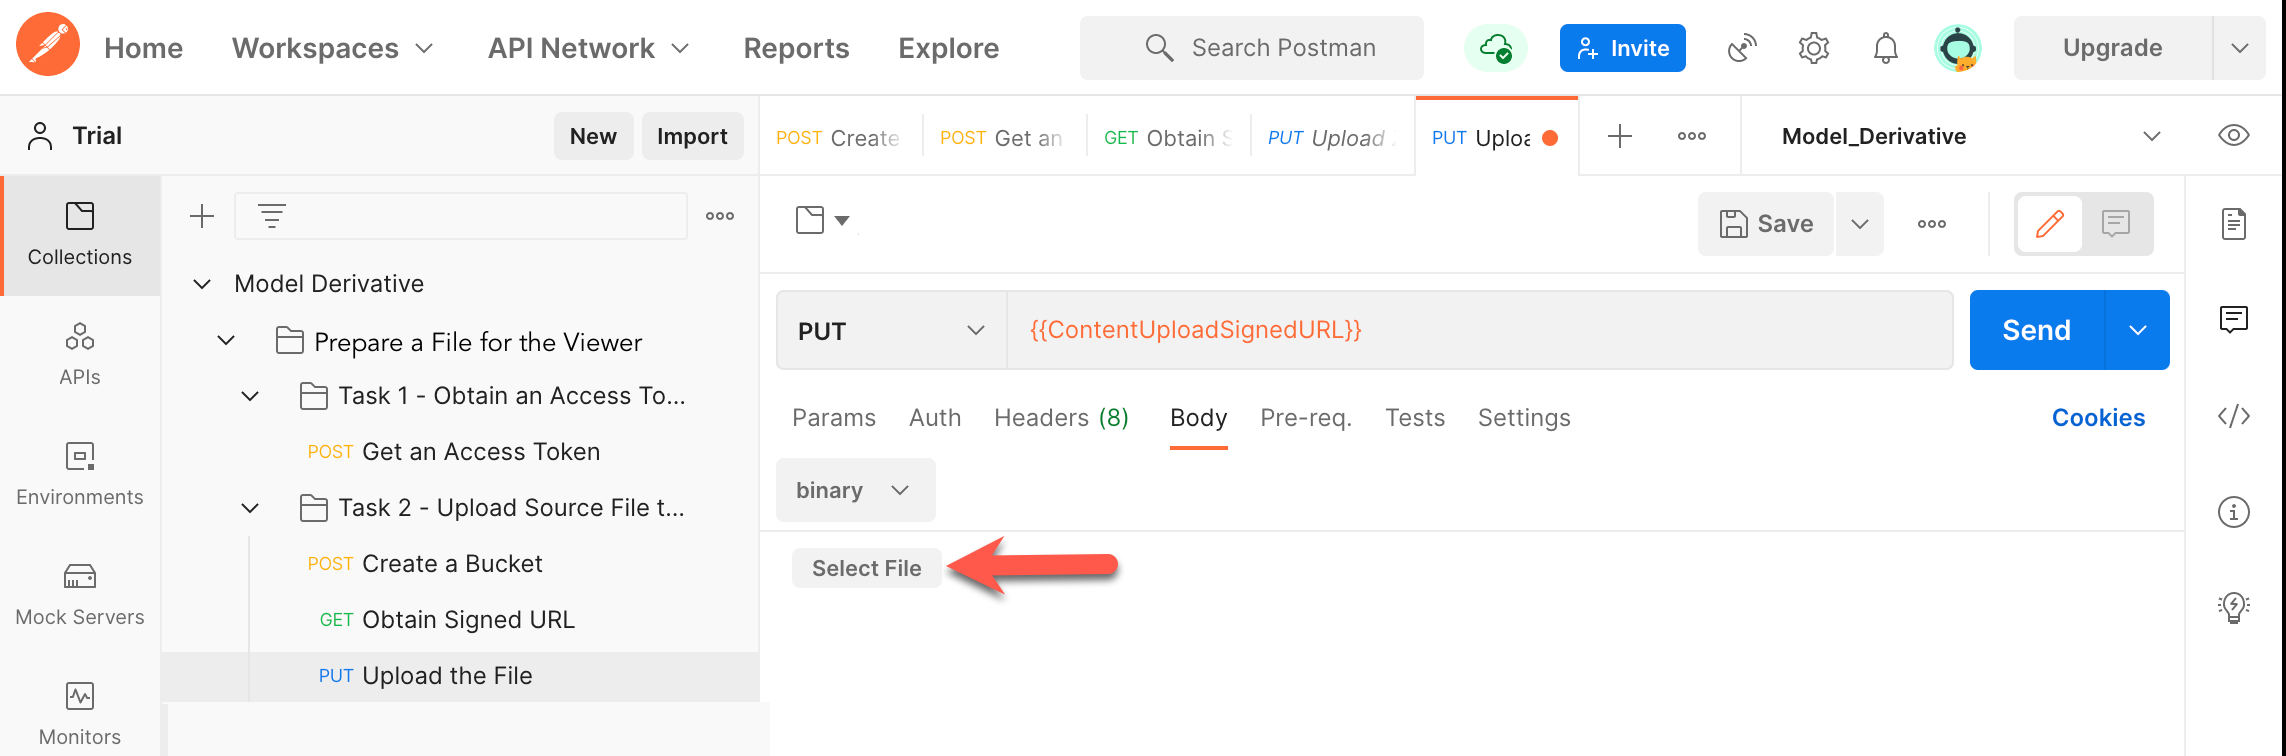 Home Workspaces API Network Reports Explore Search Postman Invite Upgrade
Trial New Import
POST Create POST Get an GET Obtain S PUT Upload PUT Uploa Model_Derivative
Collections
APIs
Environments
Mock Servers
Monitors
Model Derivative
Prepare a File for the Viewer
Task 1 - Obtain an Access To...
POST Get an Access Token
Task 2 - Upload Source File t...
POST Create a Bucket
GET Obtain Signed URL
PUT Upload the File
Save
PUT {{ContentUploadSignedURL}} Send
Params Auth Headers (8) Body Pre-req. Tests Settings Cookies
binary
Select File